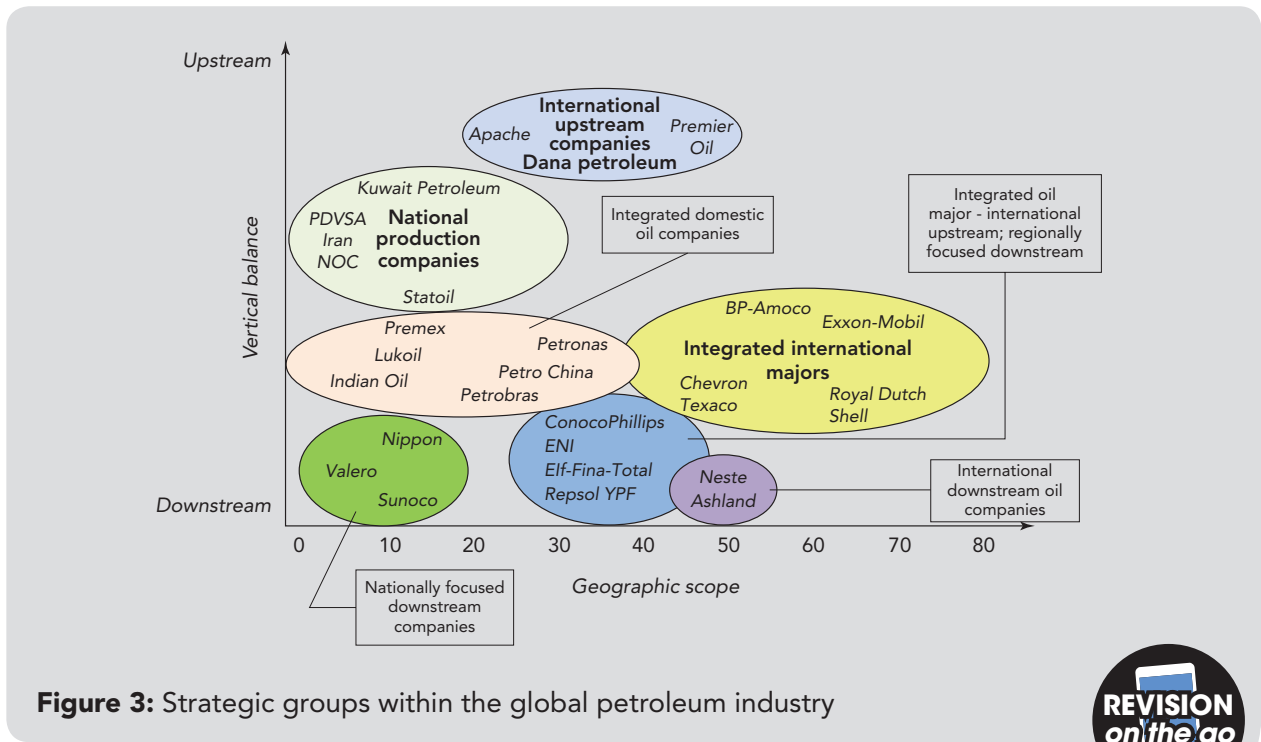 Upstream
Vertical balance
Downstream
International
upstream
companies
Dana petroleum
Apache
Premier
Oil
Kuwait Petroleum
PDVSA
Iran
NOC
National
production
companies
Statoil
Integrated domestic
oil companies
Integrated oil
major - international
upstream; regionally
focused downstream
Premex
Lukoil
Indian Oil
Petronas
Petro China
Petrobras
BP-Amoco
Exxon-Mobil
Integrated international
majors
Chevron
Texaco
Royal Dutch
Shell
Nippon
Valero
Sunoco
ConocoPhillips
ENI
Elf-Fina-Total
Repsol YPF
Neste
Ashland
International
downstream oil
companies
0 10 20 30 40 50 60 70 80
Geographic scope
Nationally focused
downstream
companies
Figure 3: Strategic groups within the global petroleum industry
REVISION
on the go